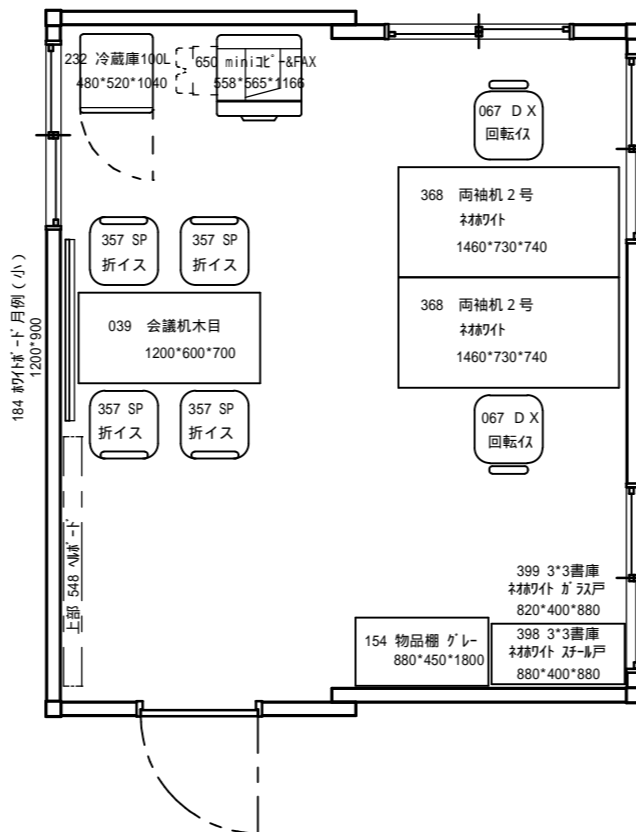 232 冷蔵庫100L
480*520*1040
650 miniコピー&FAX
558*565*1166
067 DX
回転イス
368 両袖机2号
ネオホワイト
1460*730*740
368 両袖机2号
ネオホワイト
1460*730*740
067 DX
回転イス
357 SP
折イス
357 SP
折イス
039 会議机木目
1200*600*700
357 SP
折イス
357 SP
折イス
184 ホワイトボード月例(小)
1200*900
上部 548 ヘルボード
399 3*3書庫
ネオホワイト ガラス戸
820*400*880
154 物品棚 グレー
880*450*1800
398 3*3書庫
ネオホワイト スチール戸
880*400*880